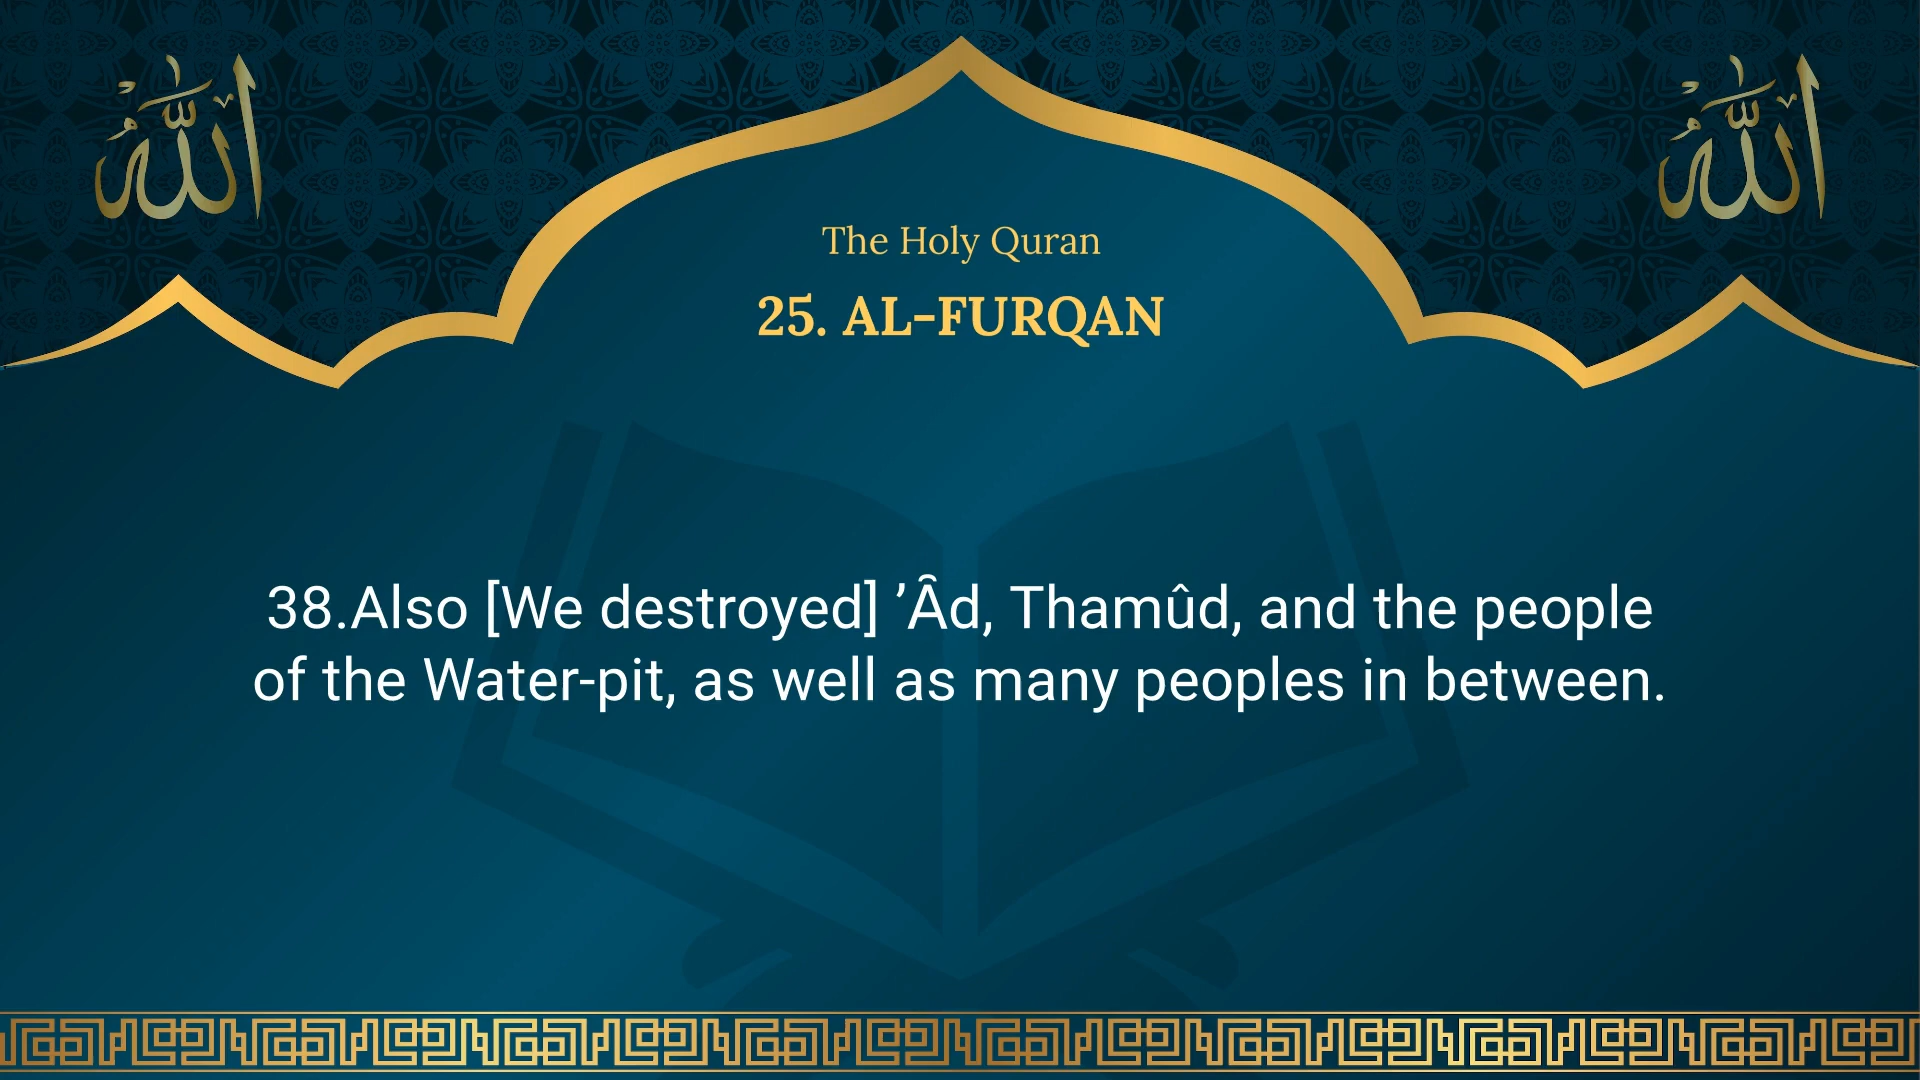 الله
الله
The Holy Quran
25. AL-FURQAN
38.Also [We destroyed] ’Âd, Thamûd, and the people
of the Water-pit, as well as many peoples in between.